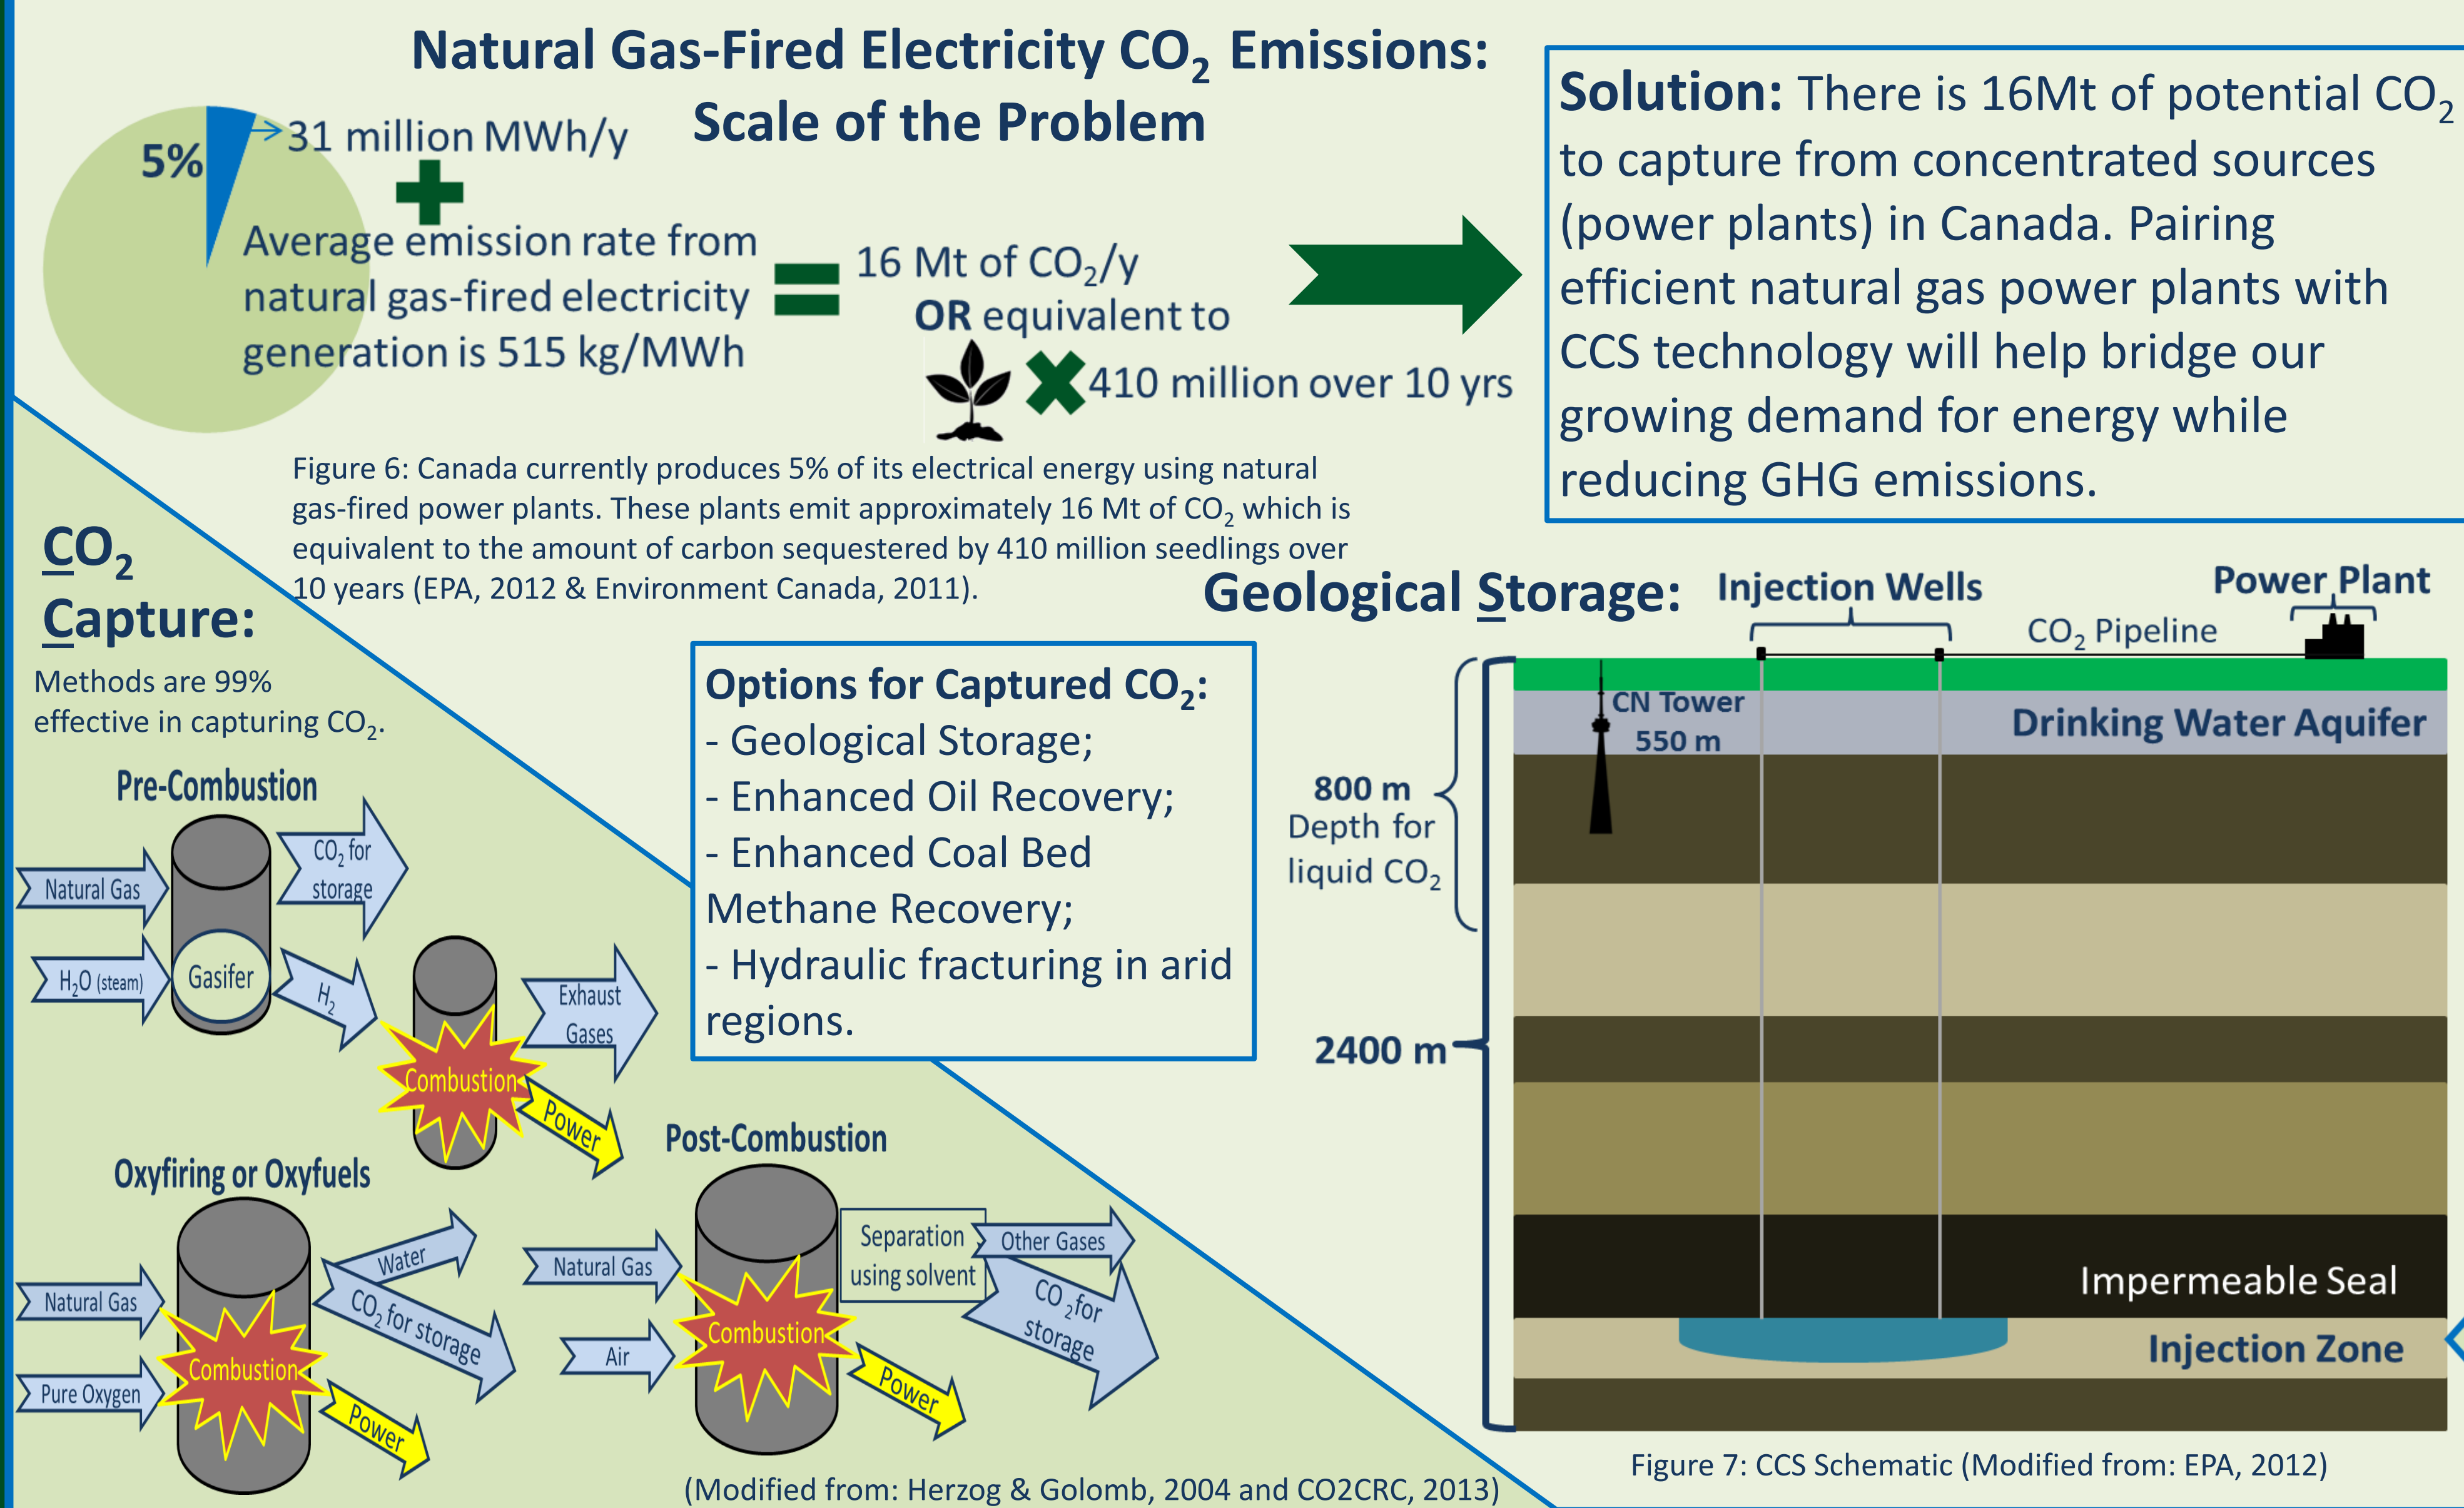 Natural Gas-Fired Electricity CO₂ Emissions:
Scale of the Problem
5%
31 million MWh/y
Average emission rate from
natural gas-fired electricity
generation is 515 kg/MWh
16 Mt of CO₂/y
OR equivalent to
410 million over 10 yrs
Figure 6: Canada currently produces 5% of its electrical energy using natural
gas-fired power plants. These plants emit approximately 16 Mt of CO₂ which is
equivalent to the amount of carbon sequestered by 410 million seedlings over
10 years (EPA, 2012 & Environment Canada, 2011).
Solution: There is 16Mt of potential CO₂
to capture from concentrated sources
(power plants) in Canada. Pairing
efficient natural gas power plants with
CCS technology will help bridge our
growing demand for energy while
reducing GHG emissions.
CO₂
Capture:
Methods are 99%
effective in capturing CO₂.
Pre-Combustion
Natural Gas
H₂O (steam)
Gasifer
CO₂ for
storage
H₂
Combustion
Exhaust
Gases
Power
Oxyfiring or Oxyfuels
Natural Gas
Pure Oxygen
Combustion
Water
CO₂ for storage
Power
Post-Combustion
Natural Gas
Air
Combustion
Separation
using solvent
Other Gases
CO₂ for
storage
Power
(Modified from: Herzog & Golomb, 2004 and CO2CRC, 2013)
Options for Captured CO₂:
- Geological Storage;
- Enhanced Oil Recovery;
- Enhanced Coal Bed
Methane Recovery;
- Hydraulic fracturing in arid
regions.
Geological Storage:
Injection Wells
Power Plant
CO₂ Pipeline
CN Tower
550 m
Drinking Water Aquifer
800 m
Depth for
liquid CO₂
2400 m
Impermeable Seal
Injection Zone
Figure 7: CCS Schematic (Modified from: EPA, 2012)